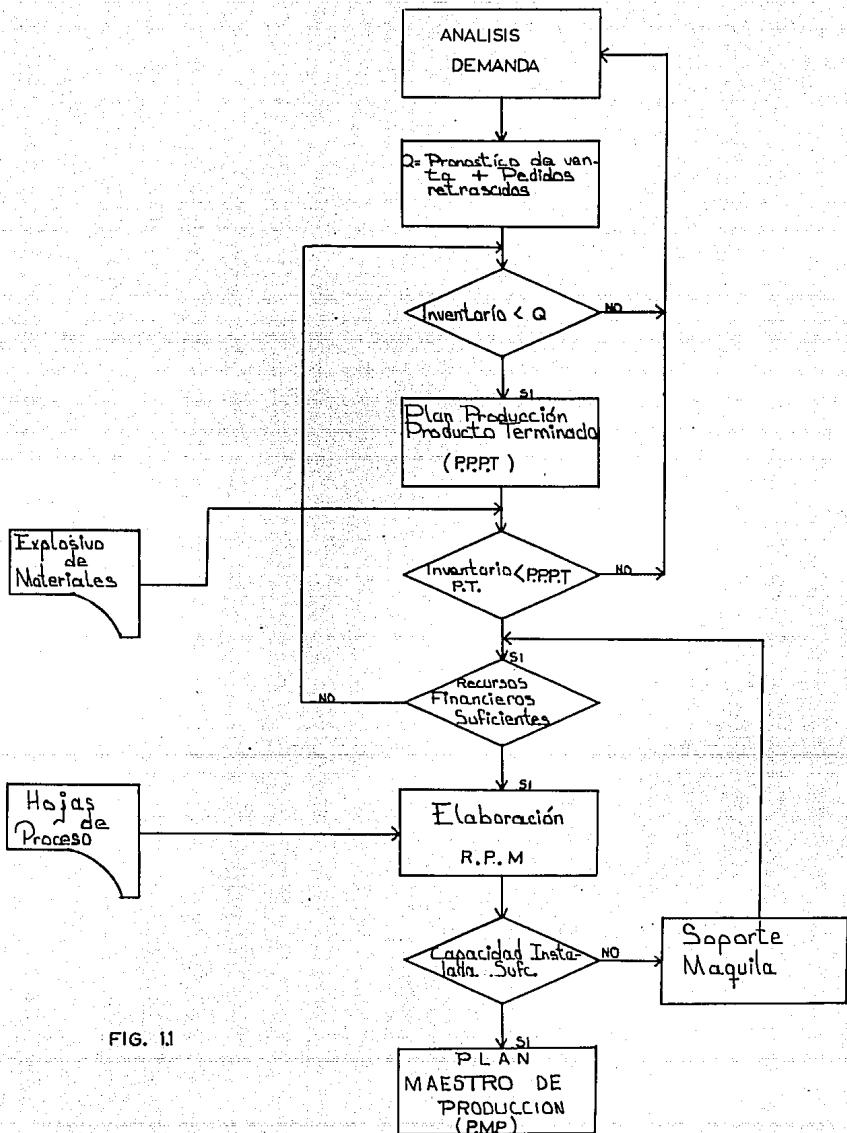 ANALISIS
DEMANDA
Q= Pronostico de van-
ta + Pedidos
retrasados
Inventario < Q
NO
SI
Plan Producción
Producto Terminado
(P.P.P.T)
Explosivo
de
Materiales
Inventario < P.P.P.T
P.T.
NO
SI
Recursos
Financieros
Suficientes
NO
SI
Hojas
de
Proceso
Elaboración
R.P.M
Capacidad Insta-
lada Sufc.
NO
Soporte
Maquila
SI
FIG. 1.1
PLAN
MAESTRO DE
PRODUCCION
(P.M.P)